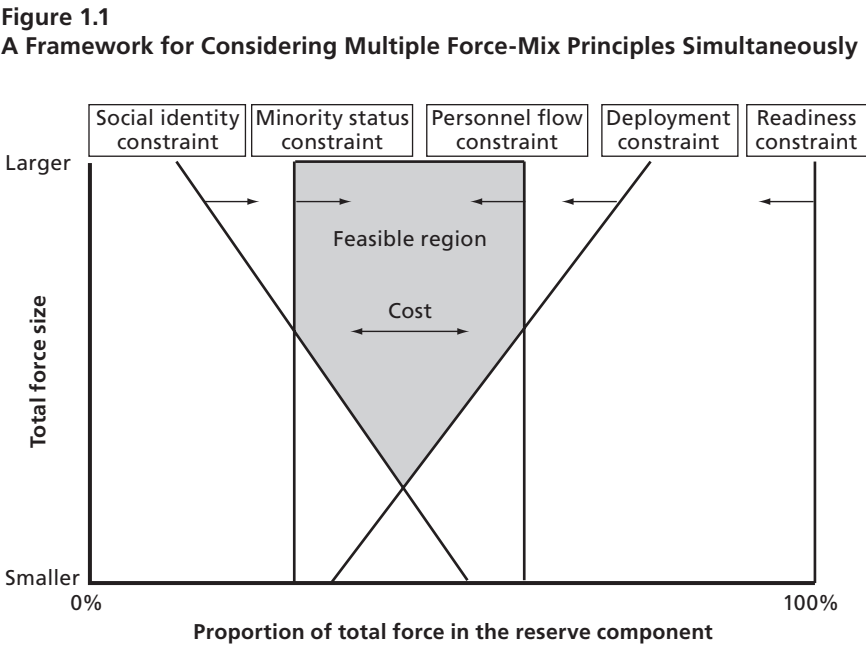 Figure 1.1
A Framework for Considering Multiple Force-Mix Principles Simultaneously
Social identity
constraint
Minority status
constraint
Personnel flow
constraint
Deployment
constraint
Readiness
constraint
Larger
Feasible region
Cost
Total force size
Smaller
0%
100%
Proportion of total force in the reserve component